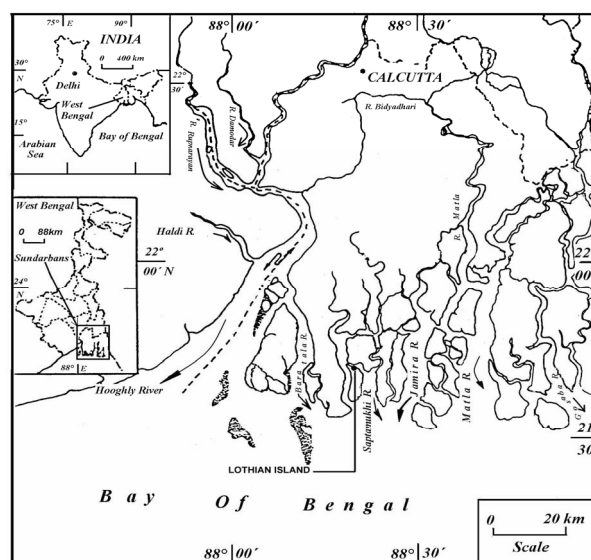 75° E
90°
INDIA
0 400 km
30°
N
Delhi
West
Bengal
15°
Arabian
Sea
Bay of Bengal
West Bengal
0 88km
Sundarbans
24°
N
88° E
88° 00´
88° 30´
22°
30´
CALCUTTA
R. Bidyadhari
R. Damodar
R. Rupnarayan
Haldi R.
R. Matla
22°
00´ N
22°
00
Hooghly River
Bara tala R.
Saptamukhi R.
Jamira R.
Matla R.
21°
30
LOTHIAN ISLAND
Bay Of Bengal
0 20 km
Scale
88° 00´
88° 30´